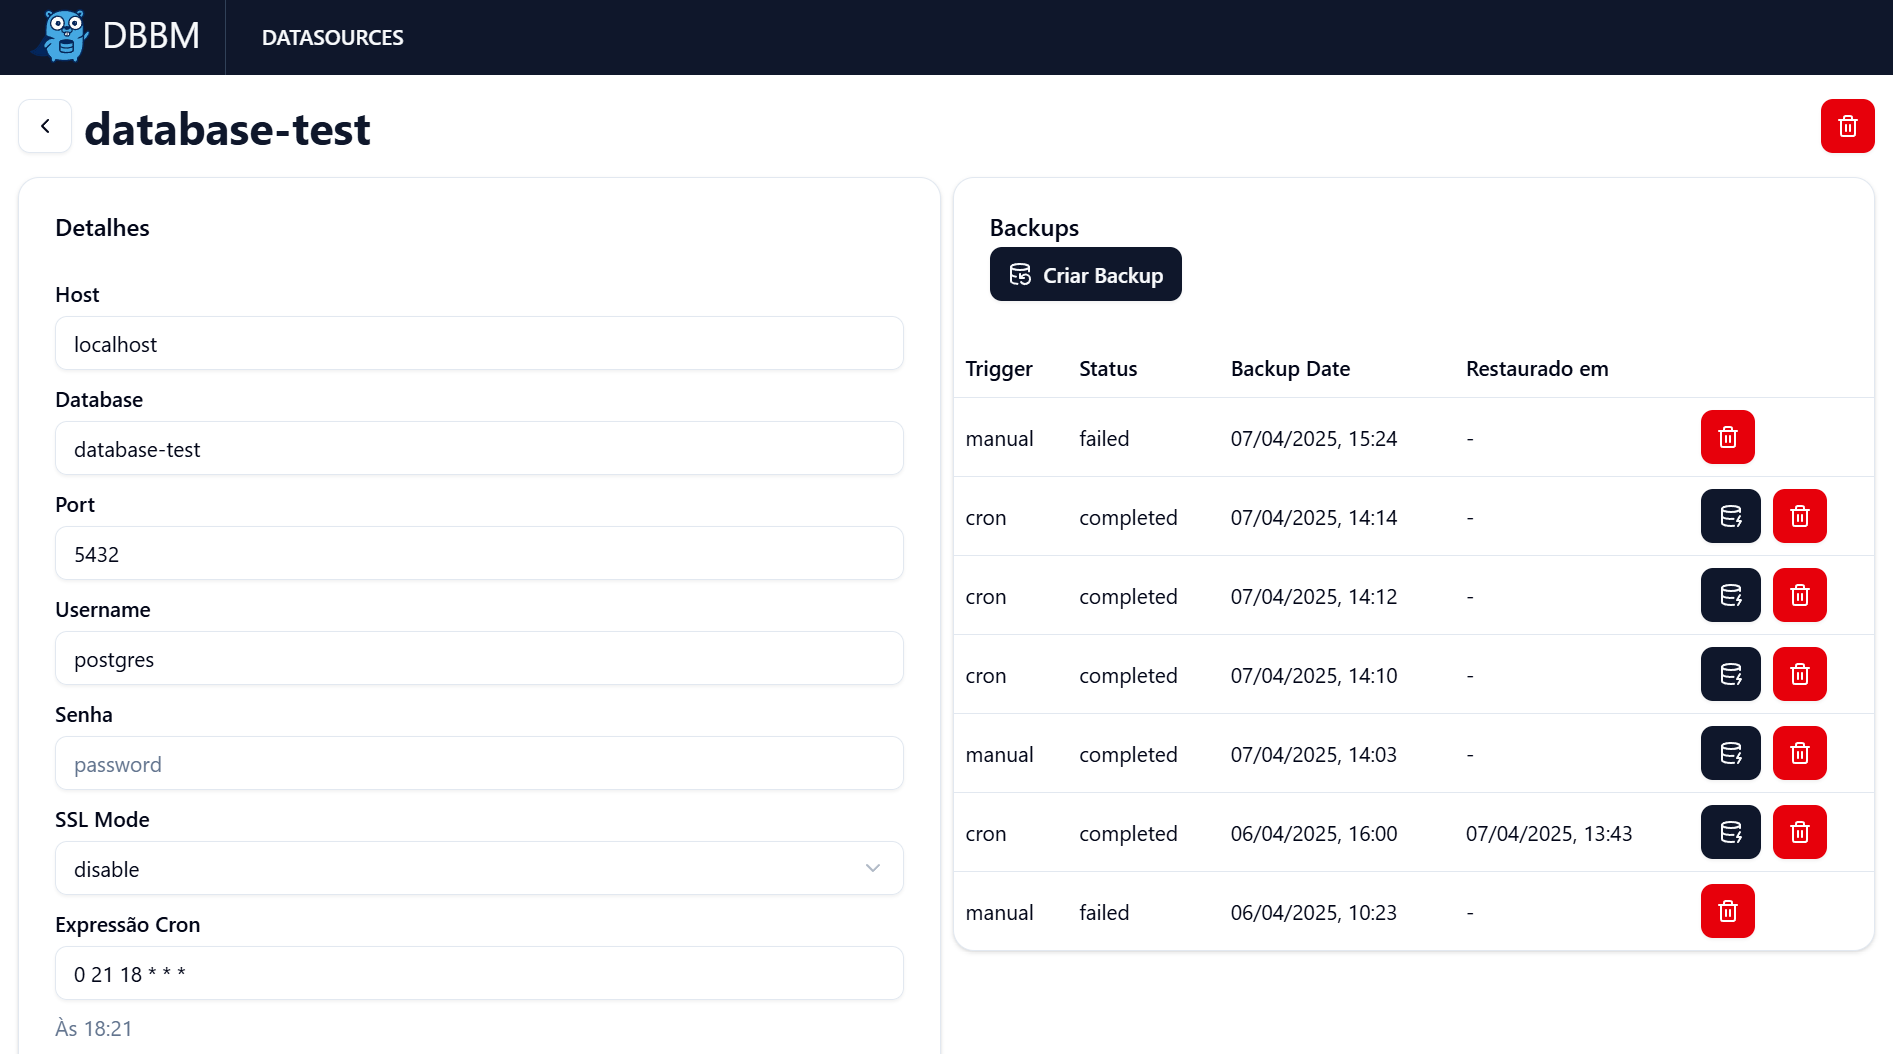 DBBM
DATASOURCES
database-test
Detalhes
Host
localhost
Database
database-test
Port
5432
Username
postgres
Senha
password
SSL Mode
disable
Expressão Cron
0 21 18 * * *
Às 18:21
Backups
Criar Backup
Trigger Status Backup Date Restaurado em
manual failed 07/04/2025, 15:24 -
cron completed 07/04/2025, 14:14 -
cron completed 07/04/2025, 14:12 -
cron completed 07/04/2025, 14:10 -
manual completed 07/04/2025, 14:03 -
cron completed 06/04/2025, 16:00 07/04/2025, 13:43
manual failed 06/04/2025, 10:23 -